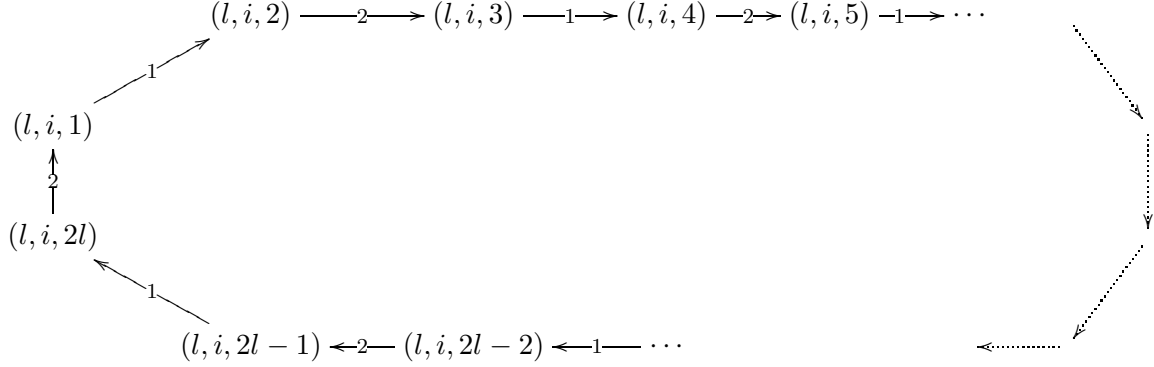 (l, i, 2) 2 (l, i, 3) 1 (l, i, 4) 2 (l, i, 5) 1 ···
1
(l, i, 1)
2
(l, i, 2l)
1
(l, i, 2l − 1) 2 (l, i, 2l − 2) 1 ···